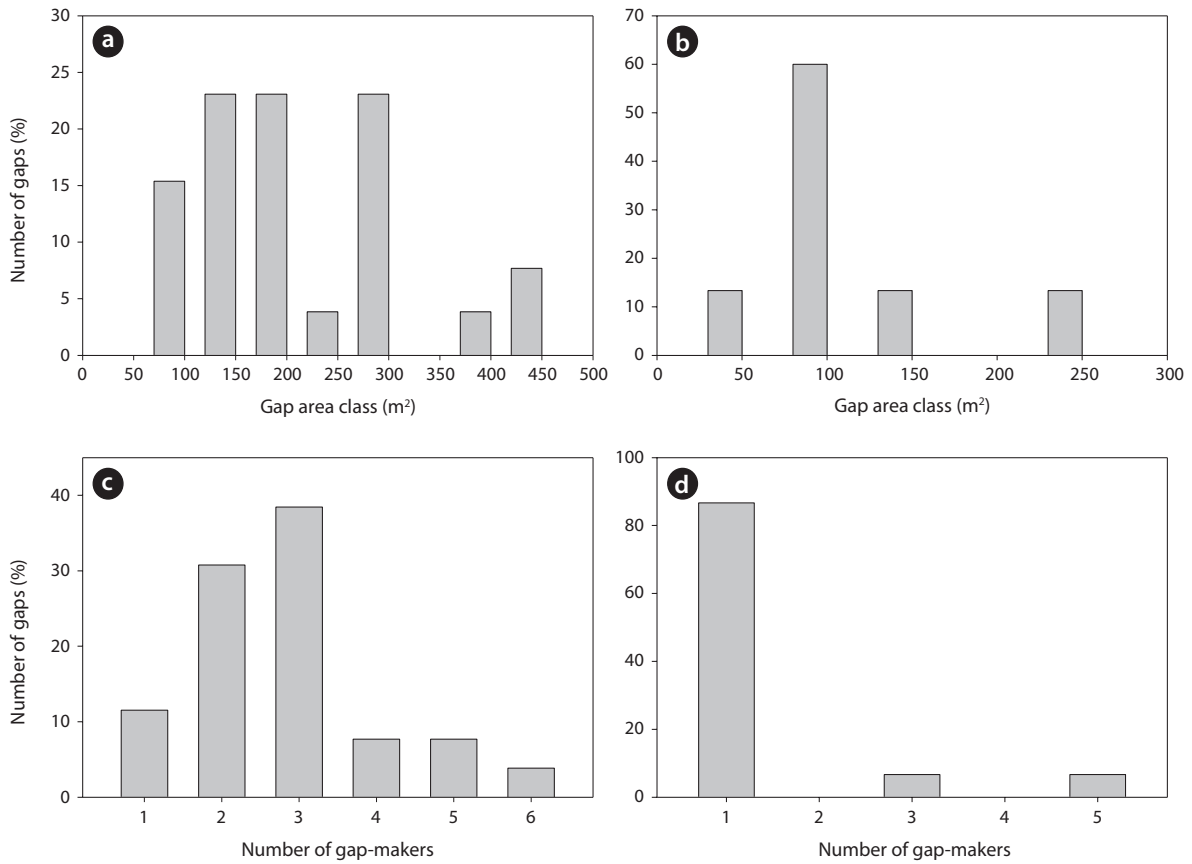 a
30
25
20
15
10
5
0
Number of gaps (%)
0 50 100 150 200 250 300 350 400 450 500
Gap area class (m²)
b
70
60
50
40
30
20
10
0
0 50 100 150 200 250 300
Gap area class (m²)
c
40
30
20
10
0
Number of gaps (%)
1 2 3 4 5 6
Number of gap-makers
d
100
80
60
40
20
0
1 2 3 4 5
Number of gap-makers